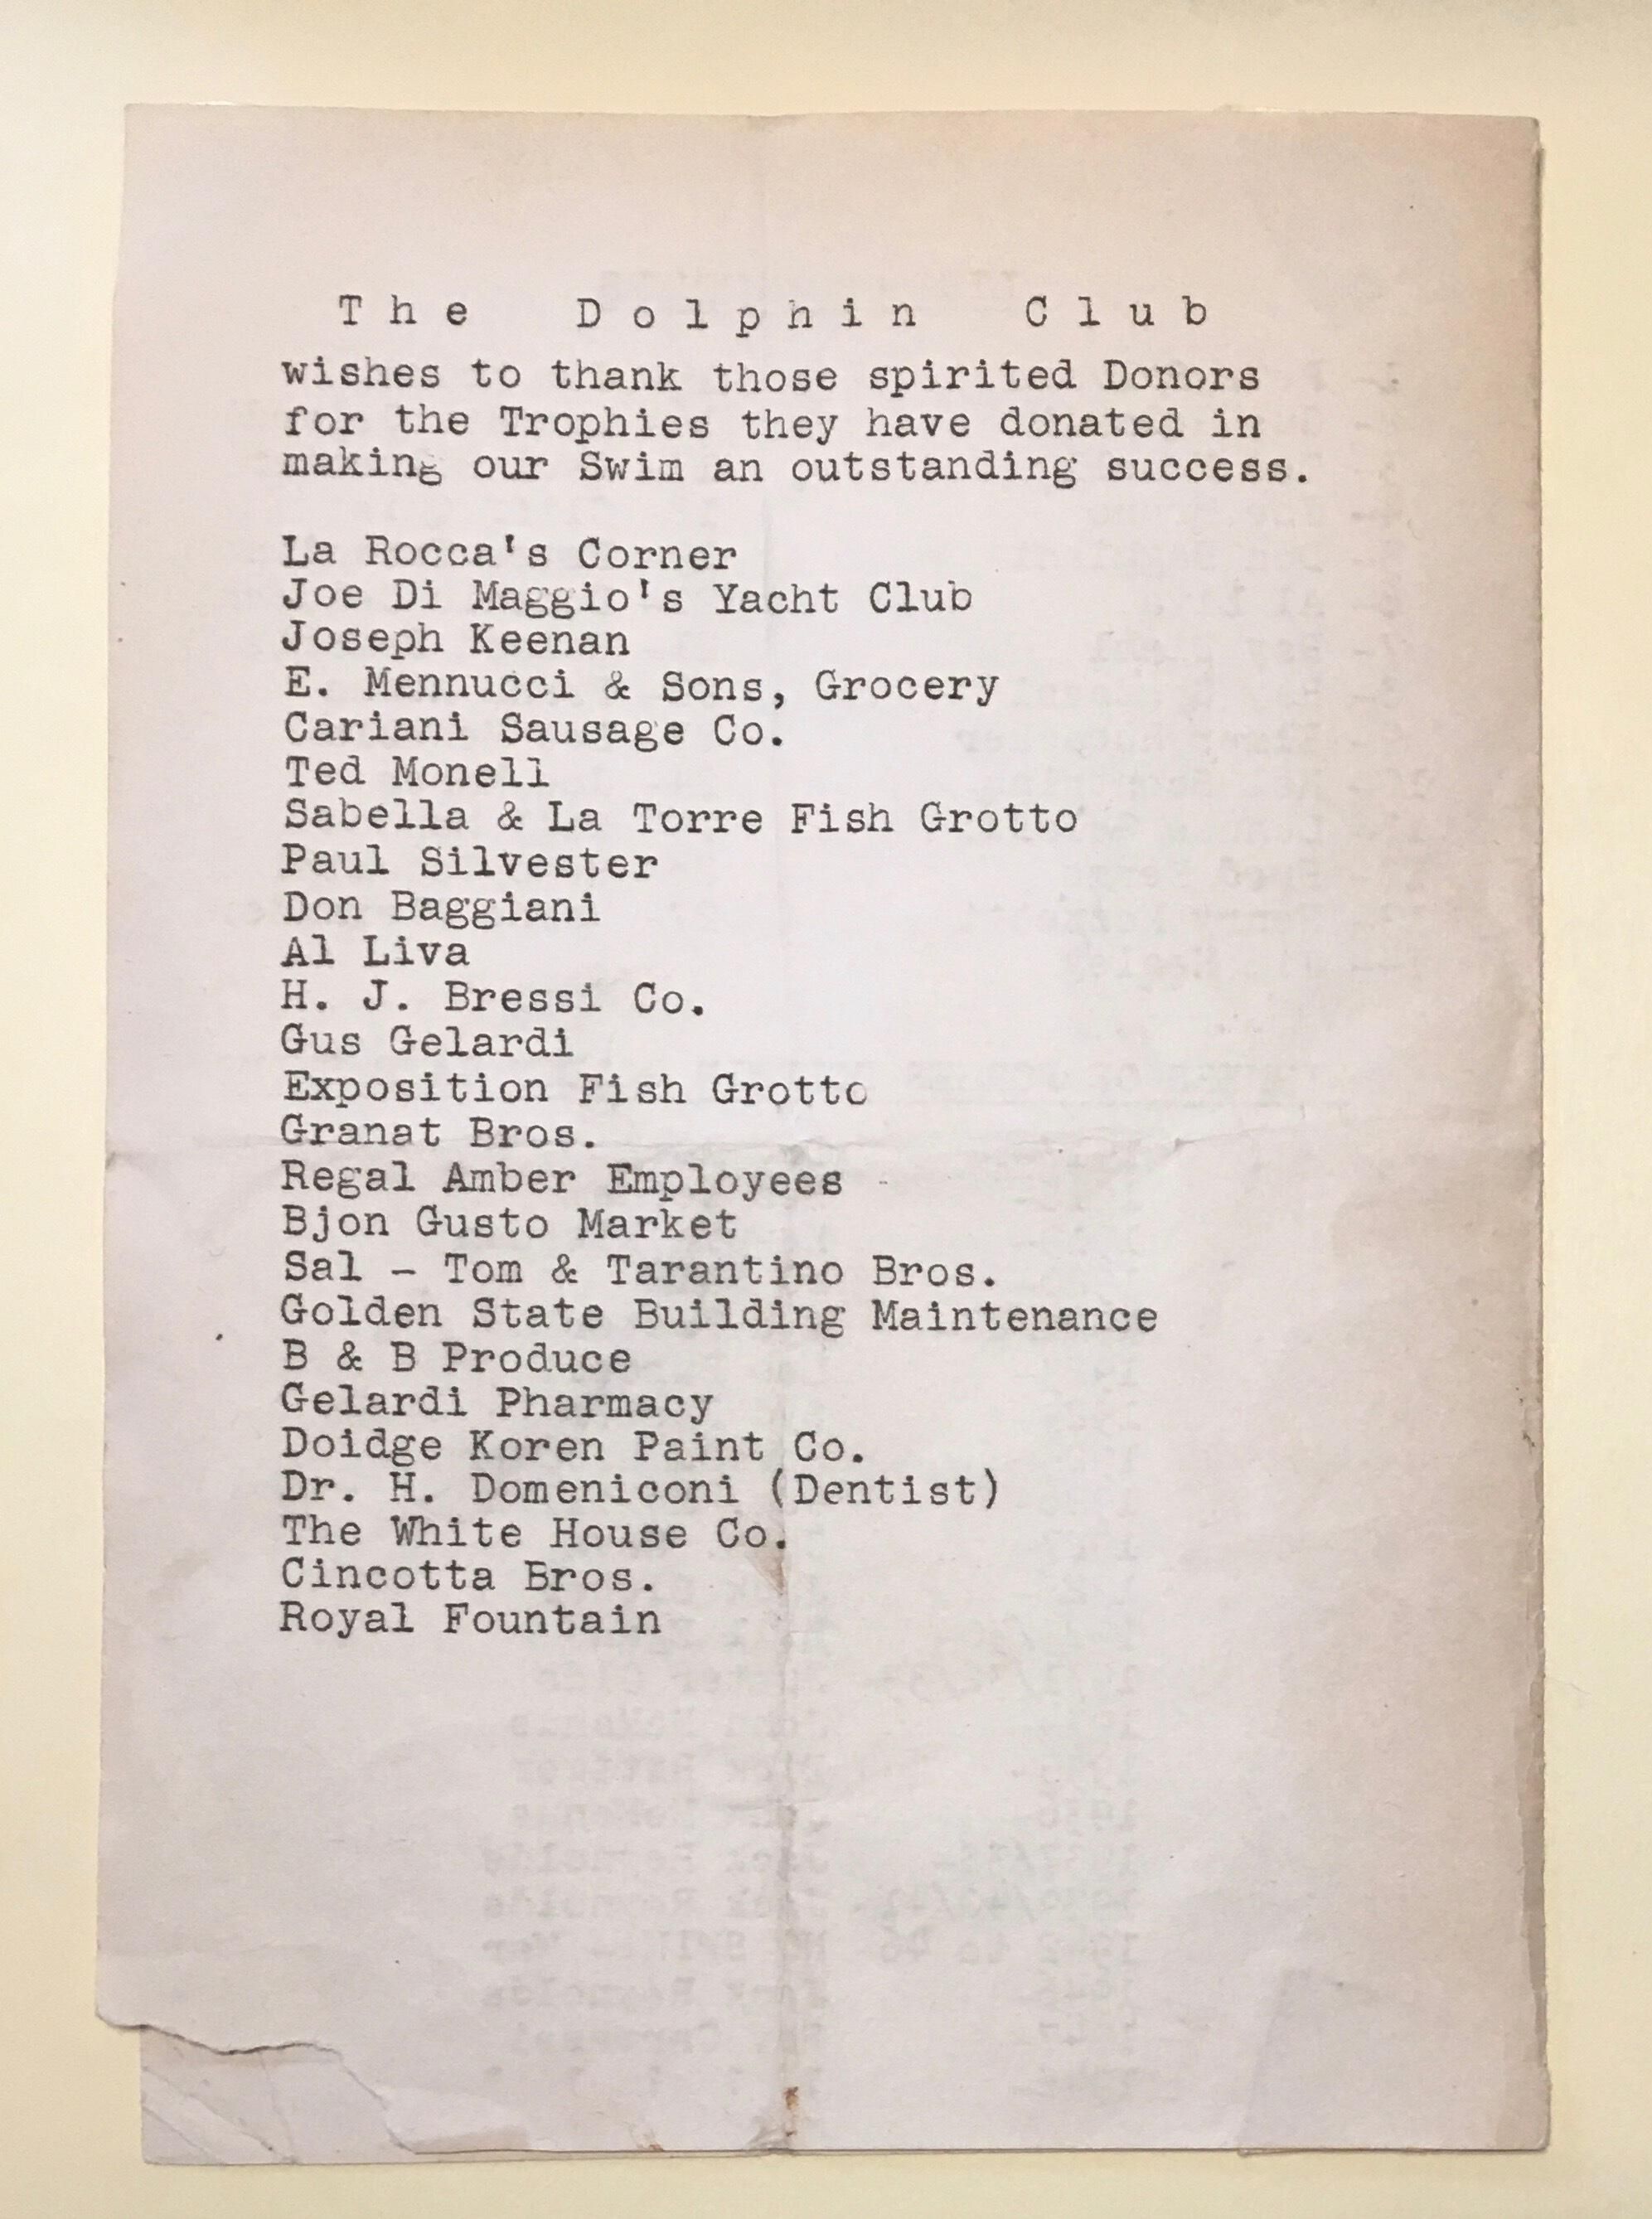 The Dolphin Club
wishes to thank those spirited Donors
for the Trophies they have donated in
making our Swim an outstanding success.
La Rocca's Corner
Joe Di Maggio's Yacht Club
Joseph Keenan
E. Mennucci & Sons, Grocery
Cariani Sausage Co.
Ted Monell
Sabella & La Torre Fish Grotto
Paul Silvester
Don Baggiani
Al Liva
H. J. Bressi Co.
Gus Gelardi
Exposition Fish Grotto
Granat Bros.
Regal Amber Employees
Bjon Gusto Market
Sal - Tom & Tarantino Bros.
Golden State Building Maintenance
B & B Produce
Gelardi Pharmacy
Doidge Koren Paint Co.
Dr. H. Domeniconi (Dentist)
The White House Co.
Cincotta Bros.
Royal Fountain